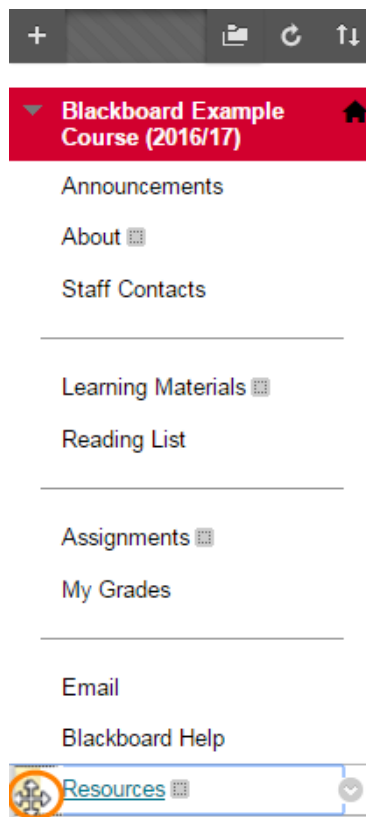 Blackboard Example
Course (2016/17)
Announcements
About
Staff Contacts
Learning Materials
Reading List
Assignments
My Grades
Email
Blackboard Help
Resources